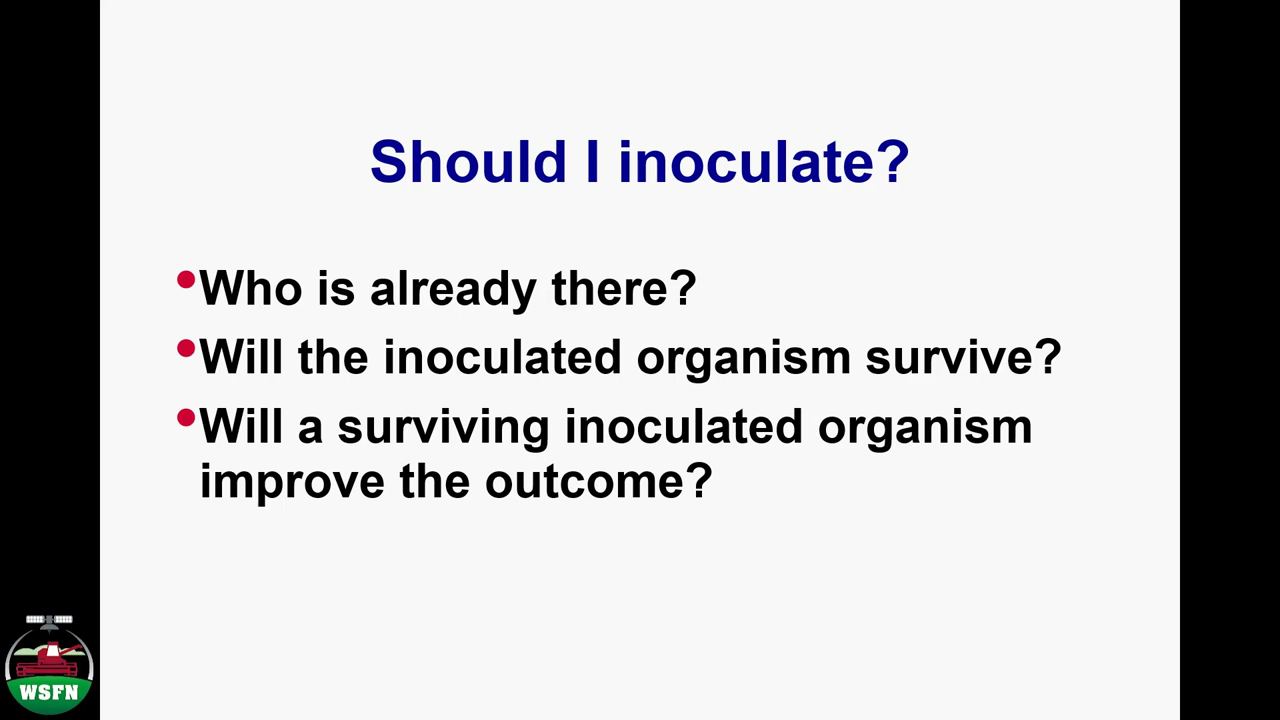 Should I inoculate?
•Who is already there?
•Will the inoculated organism survive?
•Will a surviving inoculated organism
improve the outcome?
WSFN